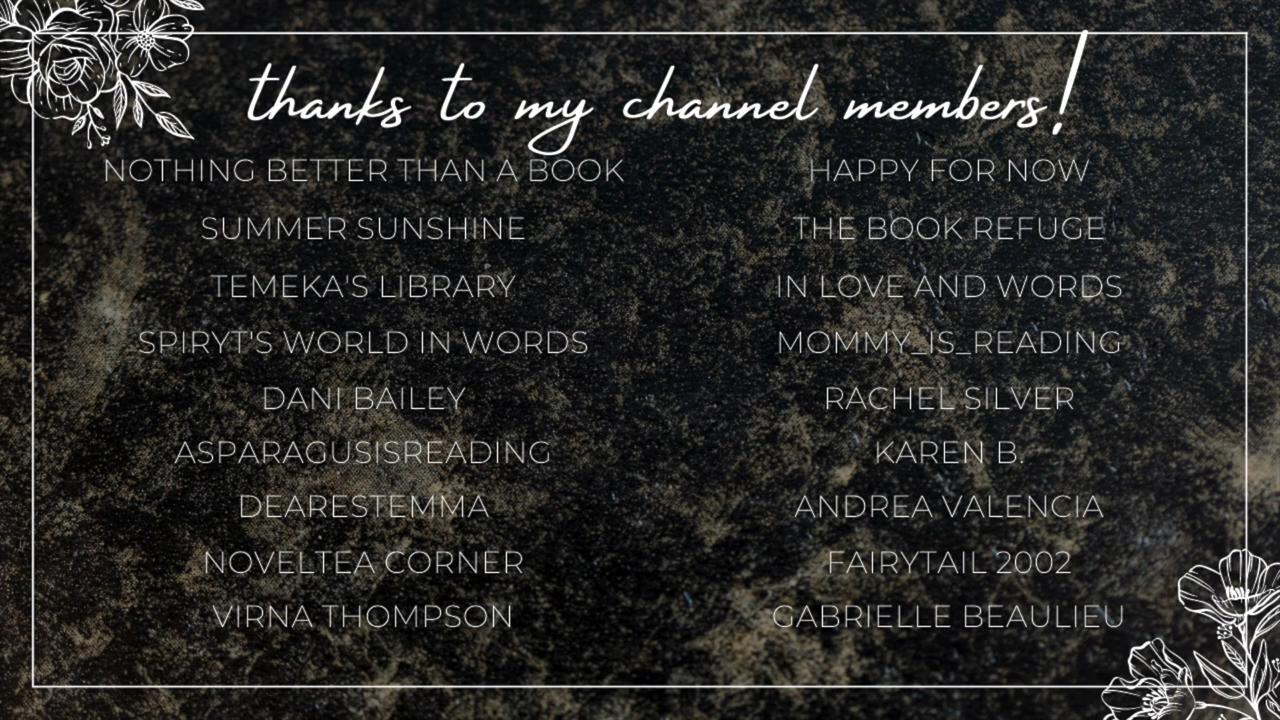 thanks to my channel members!
NOTHING BETTER THAN A BOOK
SUMMER SUNSHINE
TEMEKA'S LIBRARY
SPIRYT'S WORLD IN WORDS
DANI BAILEY
ASPARAGUSISREADING
DEARESTEMMA
NOVELTEA CORNER
VIRNA THOMPSON
HAPPY FOR NOW
THE BOOK REFUGE
IN LOVE AND WORDS
MOMMY_IS_READING
RACHEL SILVER
KAREN B.
ANDREA VALENCIA
FAIRYTAIL 2002
GABRIELLE BEAULIEU